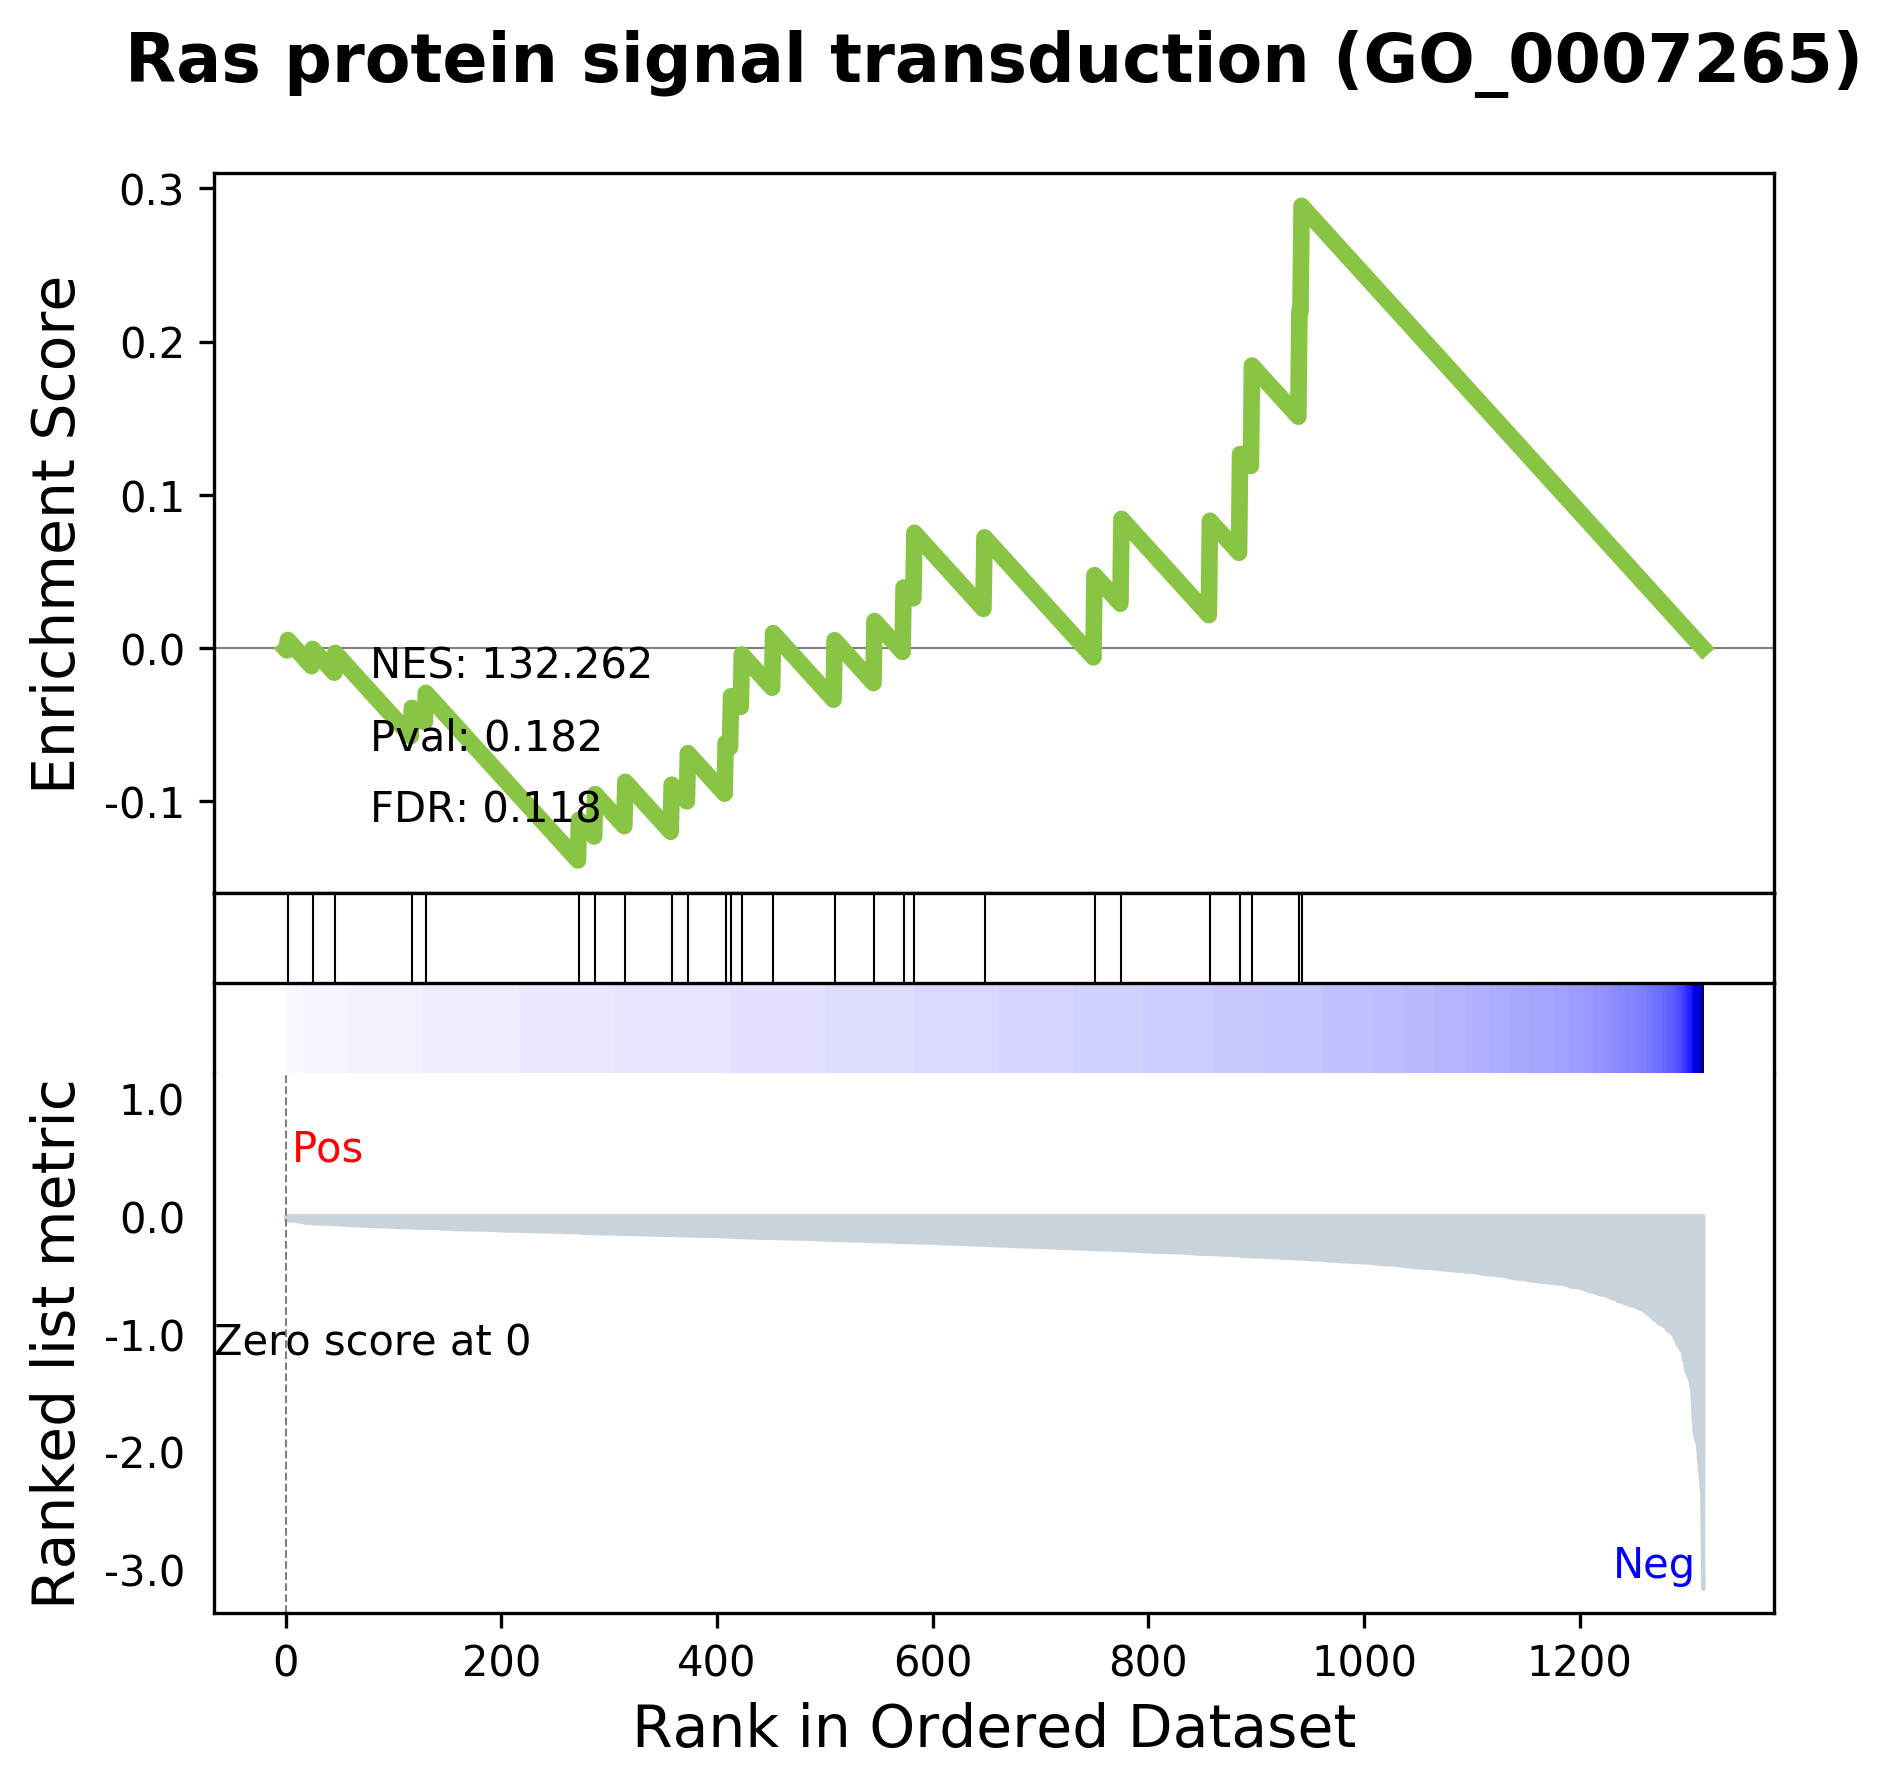 Ras protein signal transduction (GO_0007265)
Enrichment Score
0.3
0.2
0.1
0.0
-0.1
NES: 132.262
Pval: 0.182
FDR: 0.118
Ranked list metric
1.0
0.0
-1.0
-2.0
-3.0
Pos
Zero score at 0
Neg
0 200 400 600 800 1000 1200
Rank in Ordered Dataset